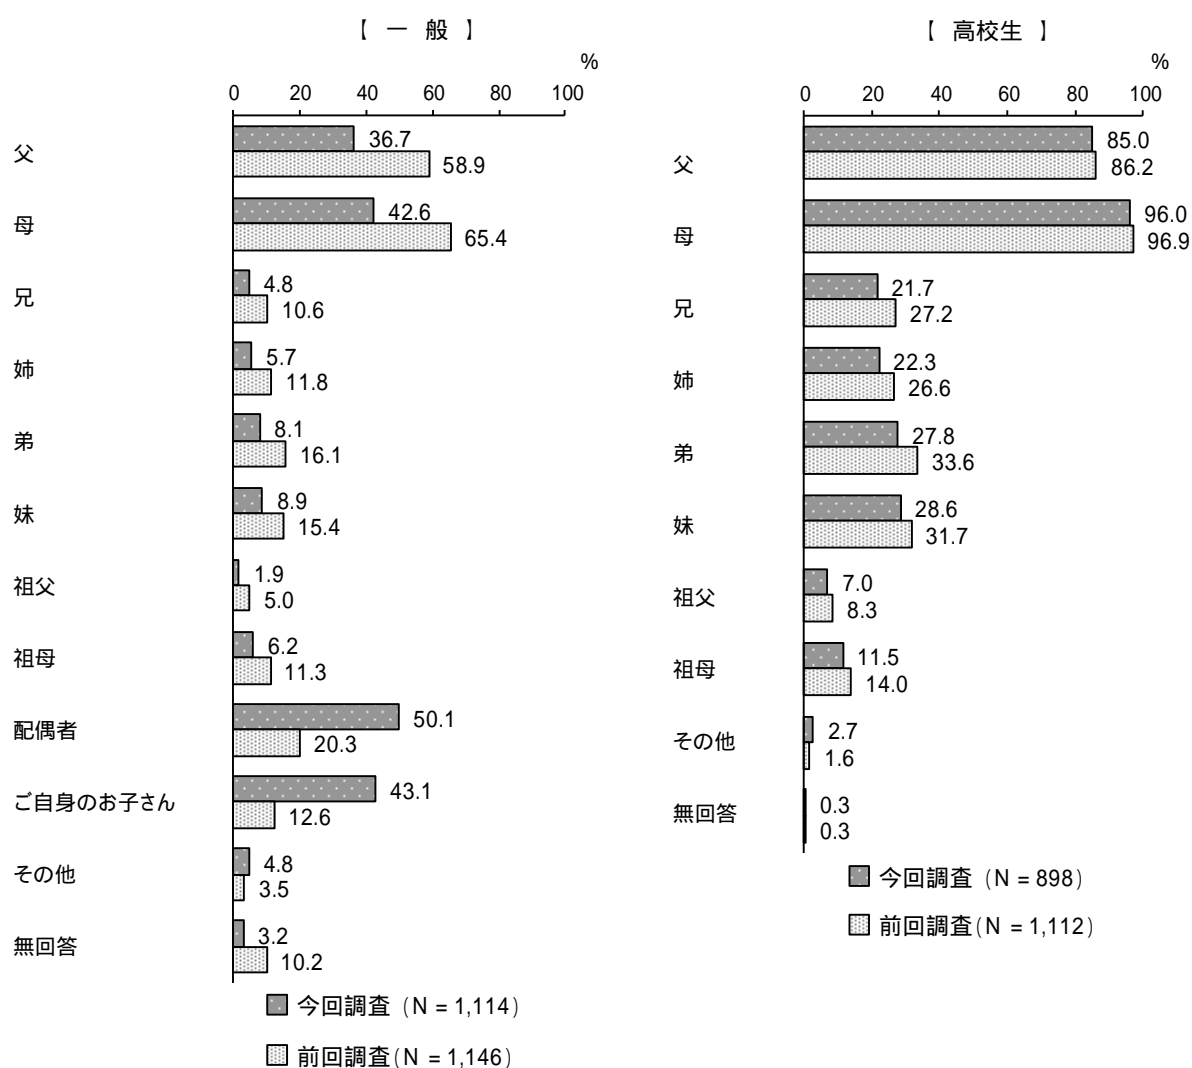 【 一 般 】
%
0 20 40 60 80 100
父 36.7
58.9
母 42.6
65.4
兄 4.8
10.6
姉 5.7
11.8
弟 8.1
16.1
妹 8.9
15.4
祖父 1.9
5.0
祖母 6.2
11.3
配偶者 50.1
20.3
ご自身のお子さん 43.1
12.6
その他 4.8
3.5
無回答 3.2
10.2
今回調査 (N = 1,114)
前回調査(N = 1,146)
【 高校生 】
%
0 20 40 60 80 100
父 85.0
86.2
母 96.0
96.9
兄 21.7
27.2
姉 22.3
26.6
弟 27.8
33.6
妹 28.6
31.7
祖父 7.0
8.3
祖母 11.5
14.0
その他 2.7
1.6
無回答 0.3
0.3
今回調査 (N = 898)
前回調査(N = 1,112)